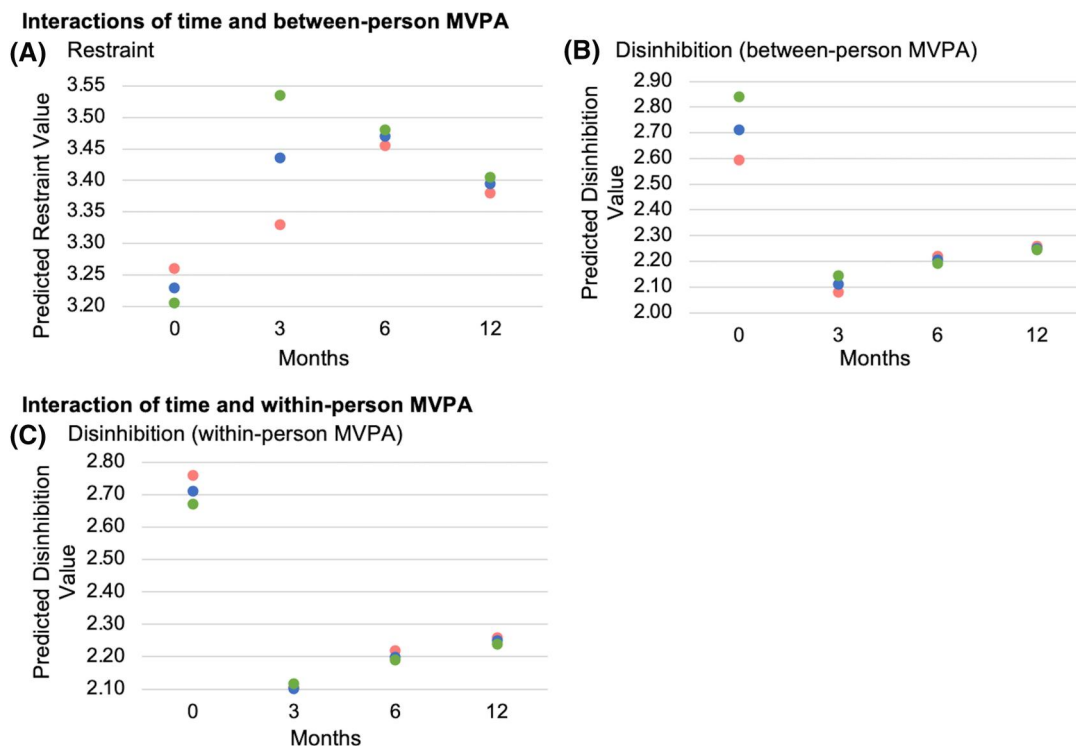 Interactions of time and between-person MVPA
(A) Restraint
Predicted Restraint Value
3.55
3.50
3.45
3.40
3.35
3.30
3.25
3.20
0 3 6 12
Months
(B) Disinhibition (between-person MVPA)
Predicted Disinhibition
Value
2.90
2.80
2.70
2.60
2.50
2.40
2.30
2.20
2.10
2.00
0 3 6 12
Months
Interaction of time and within-person MVPA
(C) Disinhibition (within-person MVPA)
Predicted Disinhibition
Value
2.80
2.70
2.60
2.50
2.40
2.30
2.20
2.10
0 3 6 12
Months